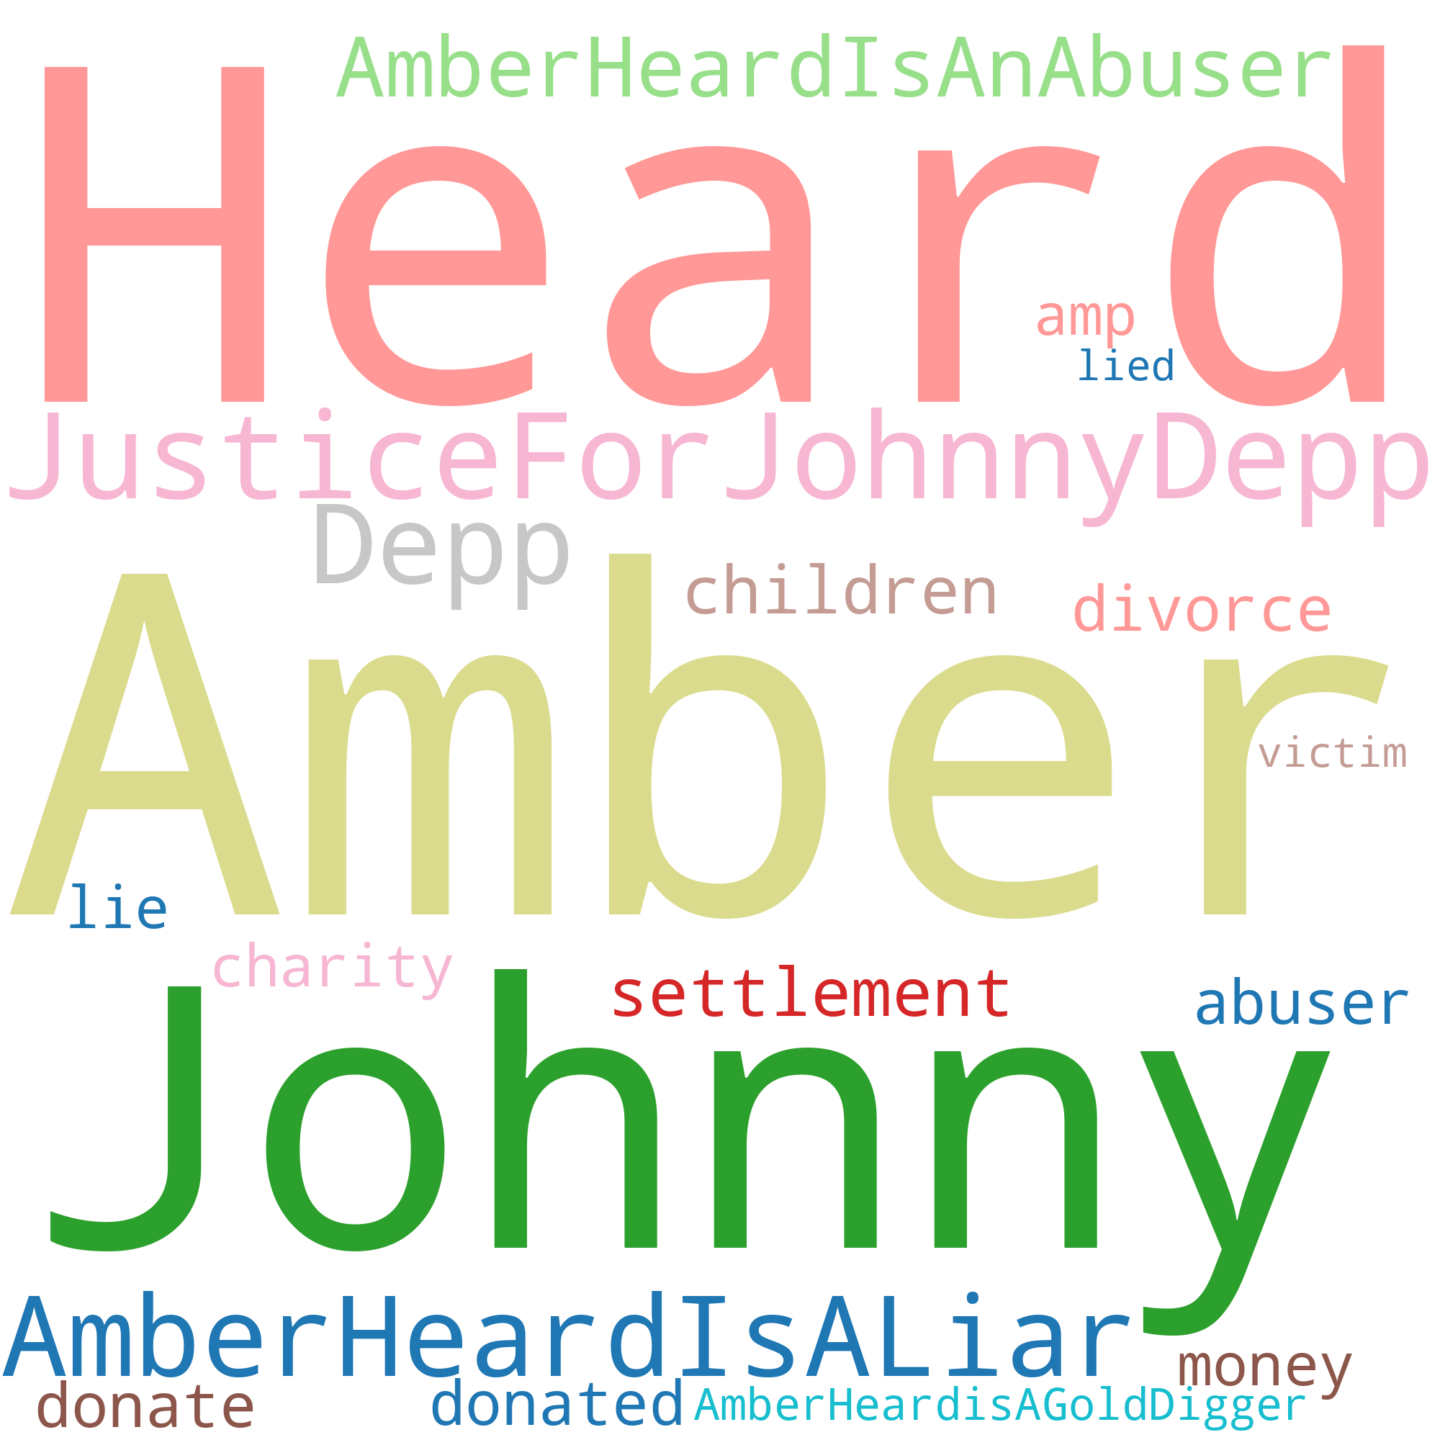 AmberHeardIsAnAbuser
Heard
amp
lied
JusticeForJohnnyDepp
Depp
children
divorce
Amber
victim
lie
charity
settlement
abuser
Johnny
AmberHeardIsALiar
money
donate
donated
AmberHeardisAGoldDigger